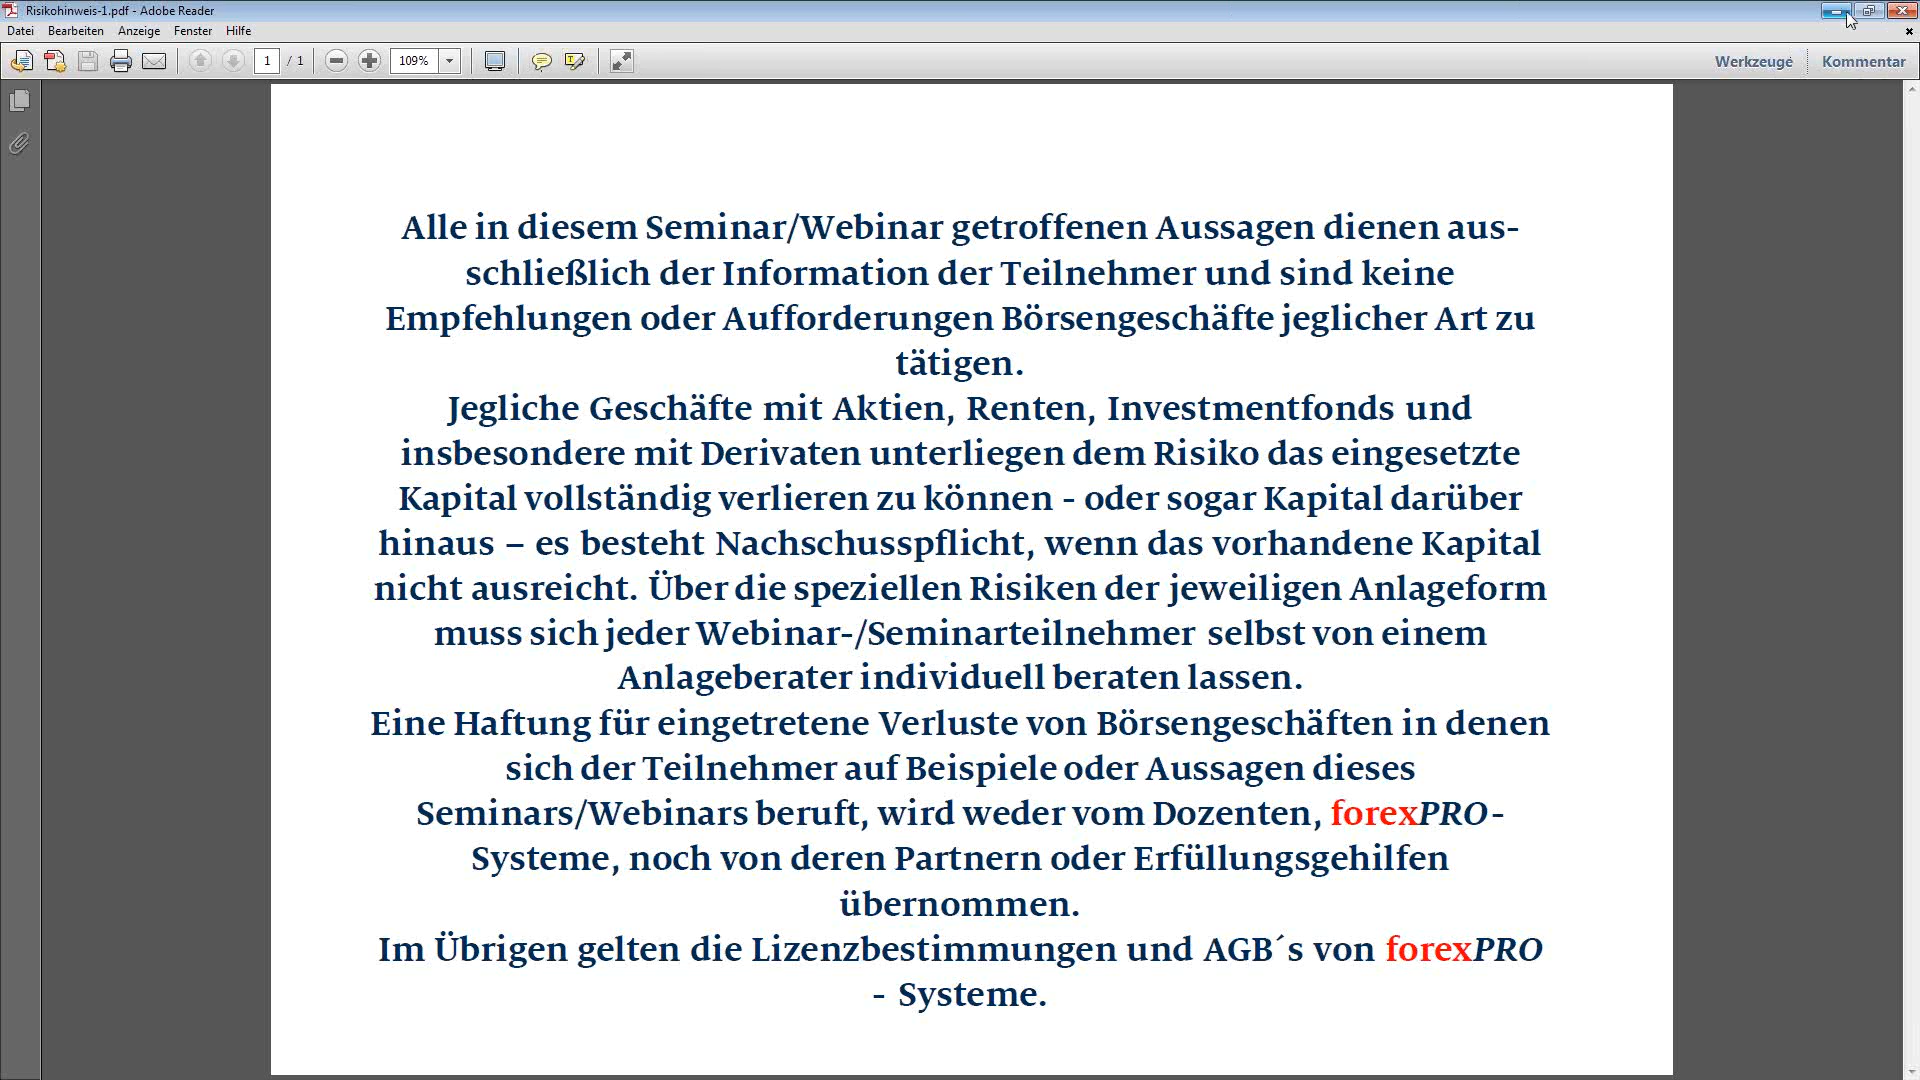 Risikohinweis-1.pdf - Adobe Reader
Datei Bearbeiten Anzeige Fenster Hilfe
1 / 1 109% Werkzeuge Kommentar
Alle in diesem Seminar/Webinar getroffenen Aussagen dienen aus-
schließlich der Information der Teilnehmer und sind keine
Empfehlungen oder Aufforderungen Börsengeschäfte jeglicher Art zu
tätigen.
Jegliche Geschäfte mit Aktien, Renten, Investmentfonds und
insbesondere mit Derivaten unterliegen dem Risiko das eingesetzte
Kapital vollständig verlieren zu können - oder sogar Kapital darüber
hinaus – es besteht Nachschusspflicht, wenn das vorhandene Kapital
nicht ausreicht. Über die speziellen Risiken der jeweiligen Anlageform
muss sich jeder Webinar-/Seminarteilnehmer selbst von einem
Anlageberater individuell beraten lassen.
Eine Haftung für eingetretene Verluste von Börsengeschäften in denen
sich der Teilnehmer auf Beispiele oder Aussagen dieses
Seminars/Webinars beruft, wird weder vom Dozenten, forexPRO-
Systeme, noch von deren Partnern oder Erfüllungsgehilfen
übernommen.
Im Übrigen gelten die Lizenzbestimmungen und AGB´s von forexPRO
- Systeme.